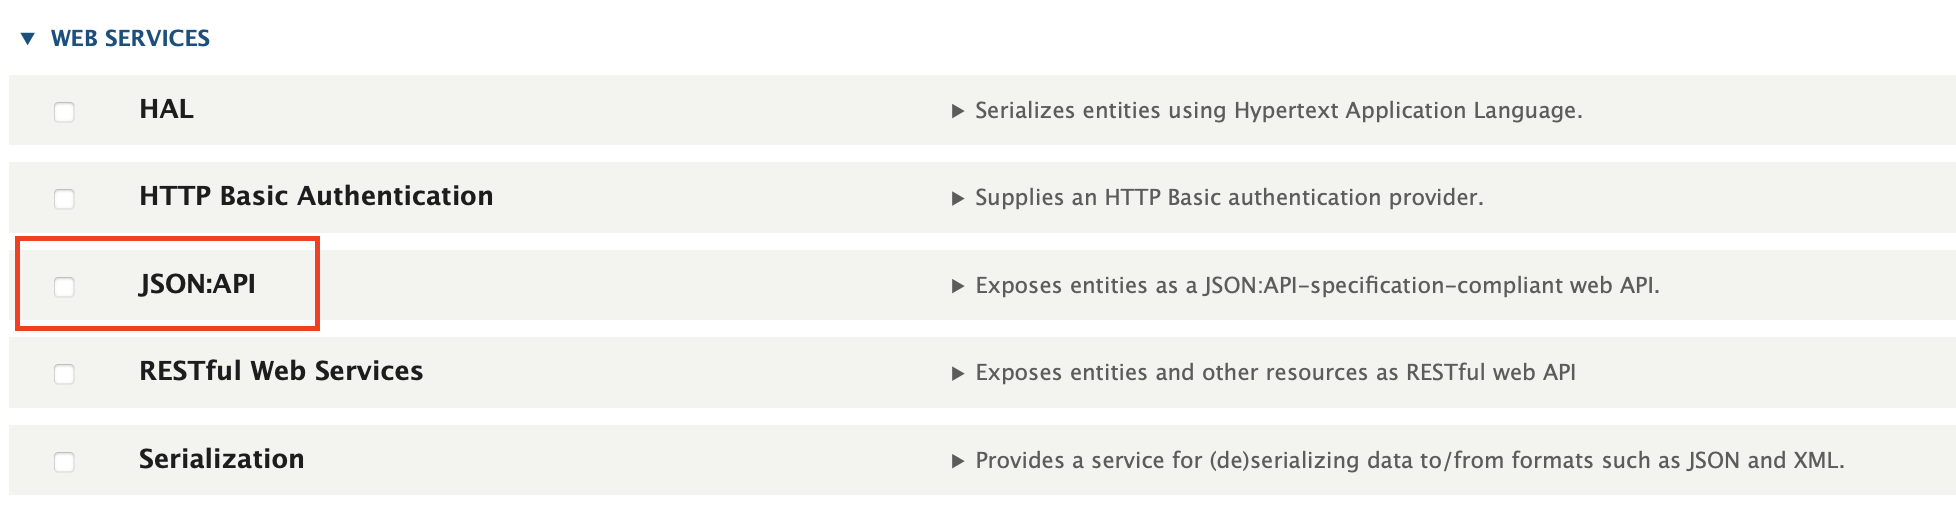 WEB SERVICES
HAL
Serializes entities using Hypertext Application Language.
HTTP Basic Authentication
Supplies an HTTP Basic authentication provider.
JSON:API
Exposes entities as a JSON:API-specification-compliant web API.
RESTful Web Services
Exposes entities and other resources as RESTful web API
Serialization
Provides a service for (de)serializing data to/from formats such as JSON and XML.